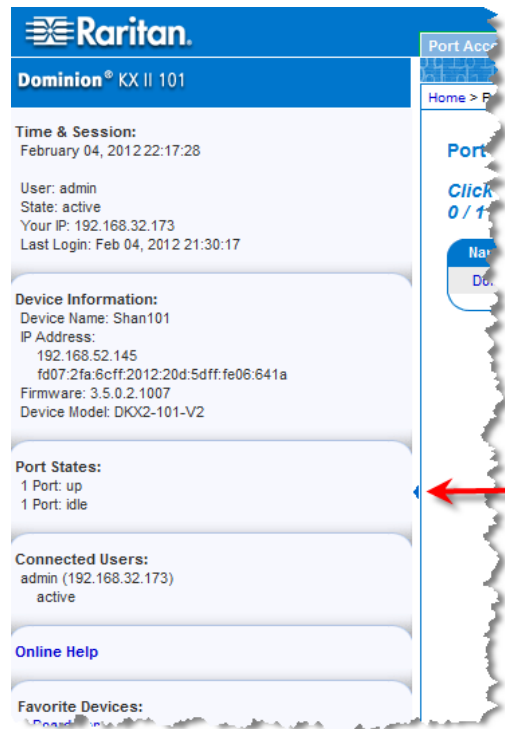 Raritan.
Dominion® KX II 101
Time & Session:
February 04, 2012 22:17:28
User: admin
State: active
Your IP: 192.168.32.173
Last Login: Feb 04, 2012 21:30:17
Device Information:
Device Name: Shan101
IP Address:
192.168.52.145
fd07:2fa:6cff:2012:20d:5dff:fe06:641a
Firmware: 3.5.0.2.1007
Device Model: DKX2-101-V2
Port States:
1 Port: up
1 Port: idle
Connected Users:
admin (192.168.32.173)
active
Online Help
Favorite Devices:
Port Acc
Home >
Port
Click
0 / 1